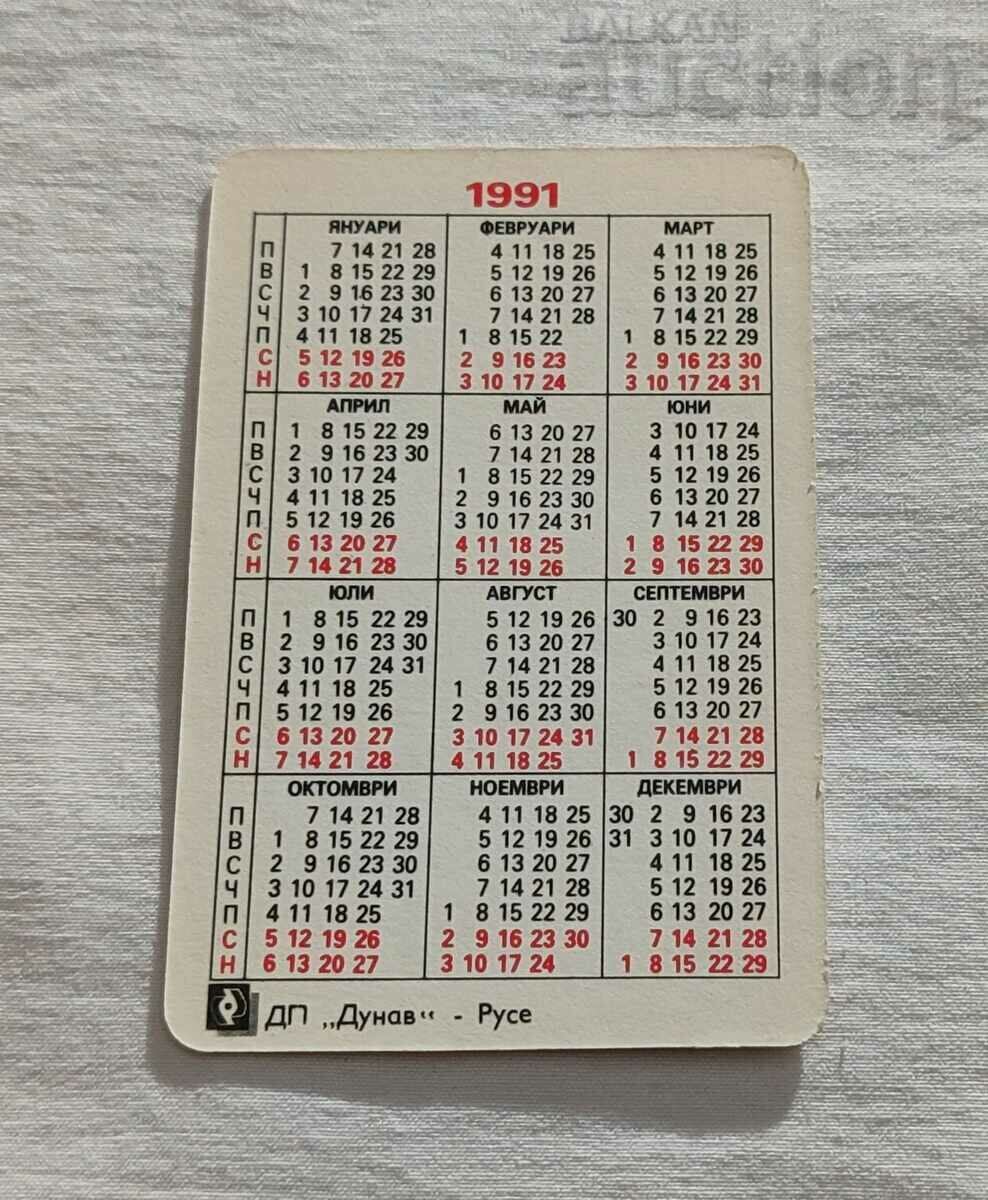 BALKAN
1991
ЯНУАРИ ФЕВРУАРИ МАРТ
П 7 14 21 28 4 11 18 25 4 11 18 25
В 1 8 15 22 29 5 12 19 26 5 12 19 26
С 2 9 16 23 30 6 13 20 27 6 13 20 27
Ч 3 10 17 24 31 7 14 21 28 7 14 21 28
П 4 11 18 25 1 8 15 22 1 8 15 22 29
С 5 12 19 26 2 9 16 23 2 9 16 23 30
Н 6 13 20 27 3 10 17 24 3 10 17 24 31
АПРИЛ МАЙ ЮНИ
П 1 8 15 22 29 6 13 20 27 3 10 17 24
В 2 9 16 23 30 7 14 21 28 4 11 18 25
С 3 10 17 24 1 8 15 22 29 5 12 19 26
Ч 4 11 18 25 2 9 16 23 30 6 13 20 27
П 5 12 19 26 3 10 17 24 31 7 14 21 28
С 6 13 20 27 4 11 18 25 1 8 15 22 29
Н 7 14 21 28 5 12 19 26 2 9 16 23 30
ЮЛИ АВГУСТ СЕПТЕМВРИ
П 1 8 15 22 29 5 12 19 26 30 2 9 16 23
В 2 9 16 23 30 6 13 20 27 3 10 17 24
С 3 10 17 24 31 7 14 21 28 4 11 18 25
Ч 4 11 18 25 1 8 15 22 29 5 12 19 26
П 5 12 19 26 2 9 16 23 30 6 13 20 27
С 6 13 20 27 3 10 17 24 31 7 14 21 28
Н 7 14 21 28 4 11 18 25 1 8 15 22 29
ОКТОМВРИ НОЕМВРИ ДЕКЕМВРИ
П 7 14 21 28 4 11 18 25 30 2 9 16 23
В 1 8 15 22 29 5 12 19 26 31 3 10 17 24
С 2 9 16 23 30 6 13 20 27 4 11 18 25
Ч 3 10 17 24 31 7 14 21 28 5 12 19 26
П 4 11 18 25 1 8 15 22 29 6 13 20 27
С 5 12 19 26 2 9 16 23 30 7 14 21 28
Н 6 13 20 27 3 10 17 24 1 8 15 22 29
ДП „Дунав“ - Русе